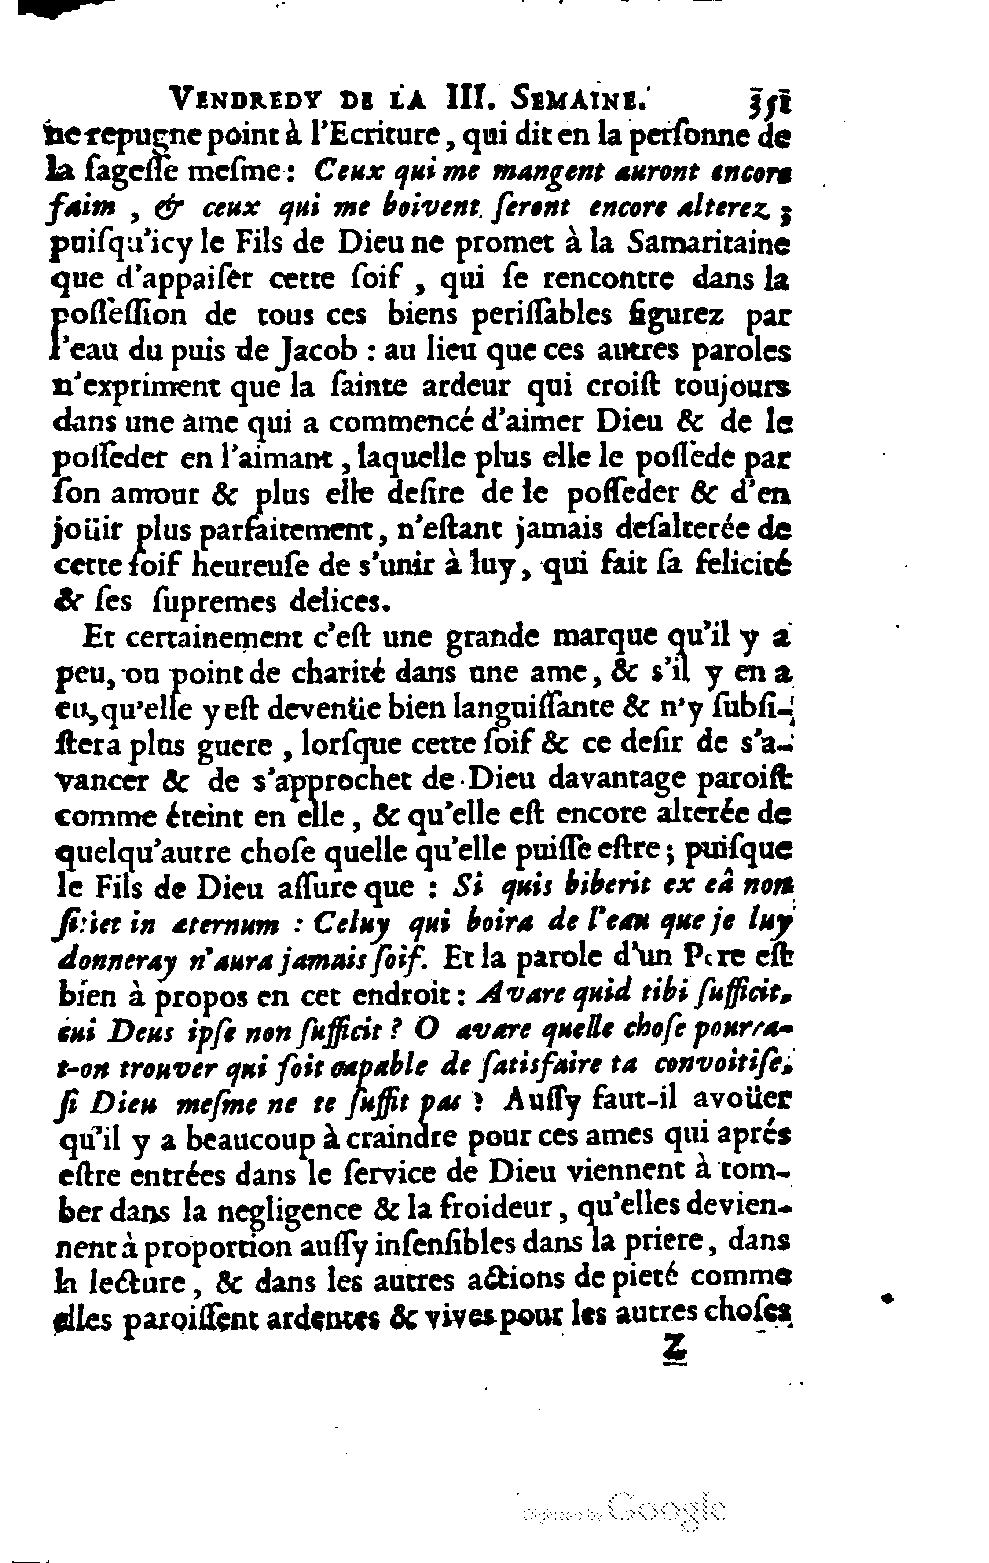 VENDREDY DE LA III. SEMAINE. 351
ne repugne point à l'Ecriture, qui dit en la perſonne de
la ſageſſe meſme : Ceux qui me mangent auront encore
faim, & ceux qui me boivent ſeront encore alterez ;
puiſqu'icy le Fils de Dieu ne promet à la Samaritaine
que d'appaiſer cette ſoif, qui ſe rencontre dans la
poſſeſſion de tous ces biens periſſables figurez par
l'eau du puis de Jacob : au lieu que ces autres paroles
n'expriment que la ſainte ardeur qui croiſt toujours
dans une ame qui a commencé d'aimer Dieu & de le
poſſeder en l'aimant, laquelle plus elle le poſſède par
ſon amour & plus elle deſire de le poſſeder & d'en
joüir plus parfaitement, n'eſtant jamais deſalterée de
cette ſoif heureuſe de s'unir à luy, qui fait ſa felicité
& ſes ſupremes delices.
Et certainement c'eſt une grande marque qu'il y a
peu, ou point de charité dans une ame, & s'il y en a
eu, qu'elle y eſt devenüe bien languiſſante & n'y ſubſi-
ſtera plus guere, lorſque cette ſoif & ce deſir de s'a-
vancer & de s'approcher de Dieu davantage paroiſt
comme éteint en elle, & qu'elle eſt encore alterée de
quelqu'autre choſe quelle qu'elle puiſſe eſtre ; puiſque
le Fils de Dieu aſſure que : Si quis biberit ex eâ non
ſitiet in æternum : Celuy qui boira de l'eau que je luy
donneray n'aura jamais ſoif. Et la parole d'un Pere eſt
bien à propos en cet endroit : Avare quid tibi ſufficit,
cui Deus ipſe non ſufficit ? O avare quelle choſe pourra-
t-on trouver qui ſoit capable de ſatisfaire ta convoitiſe,
ſi Dieu meſme ne te ſuffit pas ? Auſſy faut-il avoüer
qu'il y a beaucoup à craindre pour ces ames qui aprés
eſtre entrées dans le ſervice de Dieu viennent à tom-
ber dans la negligence & la froideur, qu'elles devien-
nent à proportion auſſy inſenſibles dans la priere, dans
la lecture, & dans les autres actions de pieté comme
elles paroiſſent ardentes & vives pour les autres choſes
Z
Digitized by Google